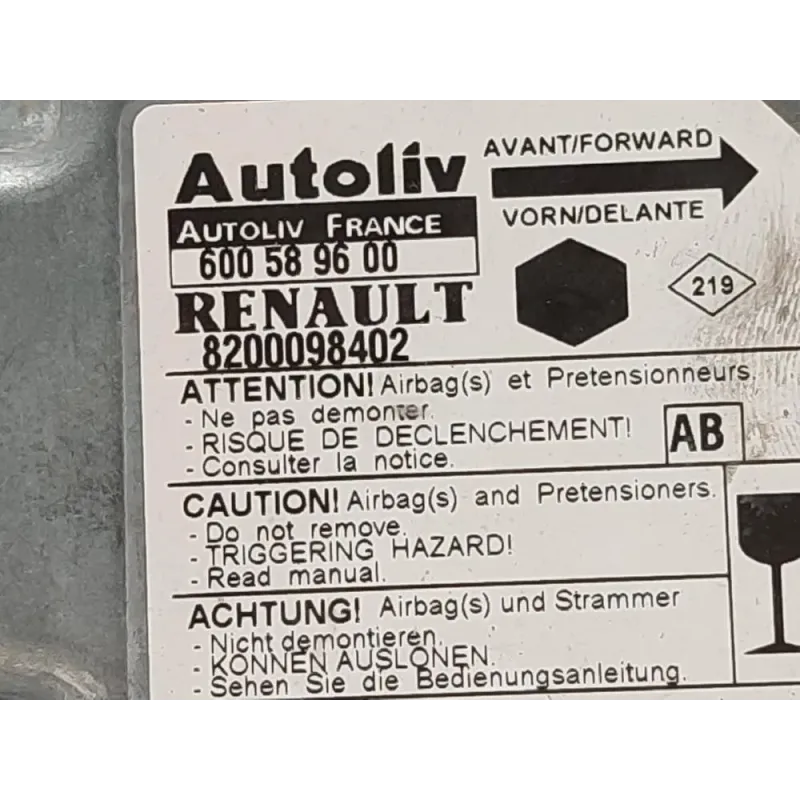 Autoliv
AVANT/FORWARD
AUTOLIV FRANCE
VORN/DELANTE
600 58 96 00
219
RENAULT
8200098402
ATTENTION! Airbag(s) et Pretensionneurs.
- Ne pas demonter.
- RISQUE DE DECLENCHEMENT!
- Consulter la notice.
AB
CAUTION! Airbag(s) and Pretensioners.
- Do not remove.
- TRIGGERING HAZARD!
- Read manual.
ACHTUNG! Airbag(s) und Strammer
- Nicht demontieren.
- KONNEN AUSLONEN.
- Sehen Sie die Bedienungsanleitung.